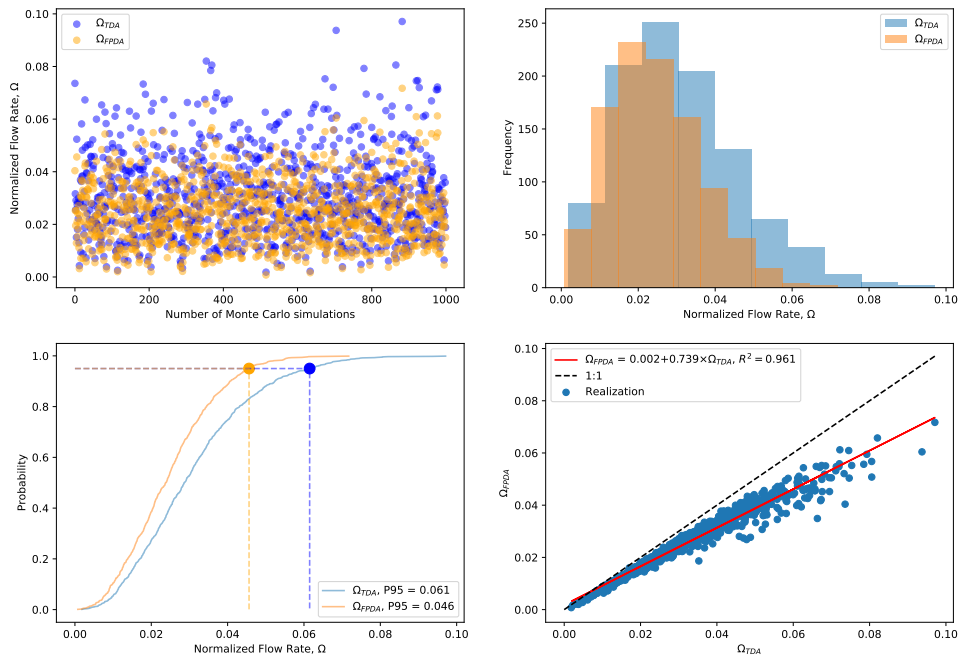 0.10
0.08
0.06
0.04
0.02
0.00
Normalized Flow Rate, Ω
Ω_TDA
Ω_FPDA
0 200 400 600 800 1000
Number of Monte Carlo simulations
250
200
150
100
50
0
Frequency
Ω_TDA
Ω_FPDA
0.00 0.02 0.04 0.06 0.08 0.10
Normalized Flow Rate, Ω
1.0
0.8
0.6
0.4
0.2
0.0
Probability
Ω_TDA, P95 = 0.061
Ω_FPDA, P95 = 0.046
0.00 0.02 0.04 0.06 0.08 0.10
Normalized Flow Rate, Ω
0.10
0.08
0.06
0.04
0.02
0.00
Ω_FPDA
Ω_FPDA = 0.002+0.739×Ω_TDA, R² = 0.961
1:1
Realization
0.00 0.02 0.04 0.06 0.08 0.10
Ω_TDA